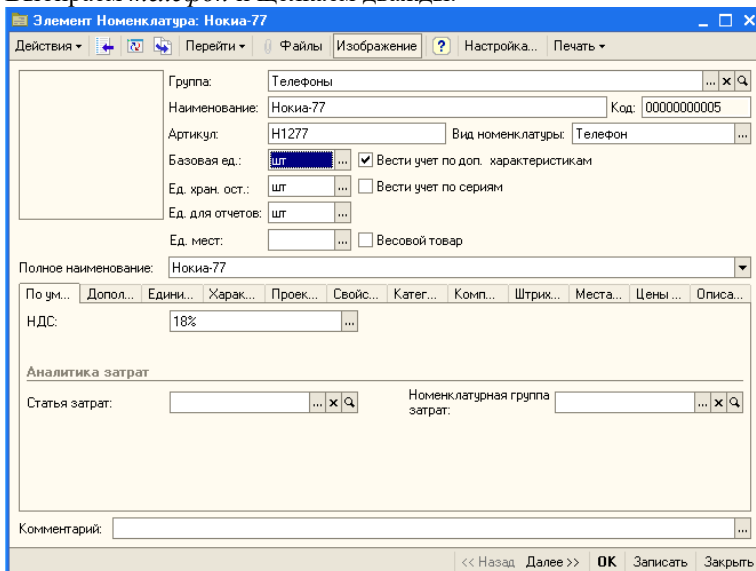 Выбираем телефон и щелкаем дважды.
Элемент Номенклатура: Нокиа-77
Действия Перейти Файлы Изображение ? Настройка... Печать
Группа: Телефоны ...
Наименование: Нокиа-77 Код: 00000000005
Артикул: Н1277 Вид номенклатуры: Телефон ...
Базовая ед.: шт ... Вести учет по доп. характеристикам
Ед. хран. ост.: шт ... Вести учет по сериям
Ед. для отчетов: шт ...
Ед. мест: ... Весовой товар
Полное наименование: Нокиа-77
По ум... Допол... Едини... Харак... Проек... Свойс... Катег... Комп... Штрих... Места... Цены ... Описа...
НДС: 18% ...
Аналитика затрат
Статья затрат: ... Номенклатурная группа затрат: ...
Комментарий: ...
<< Назад Далее >> OK Записать Закрыть